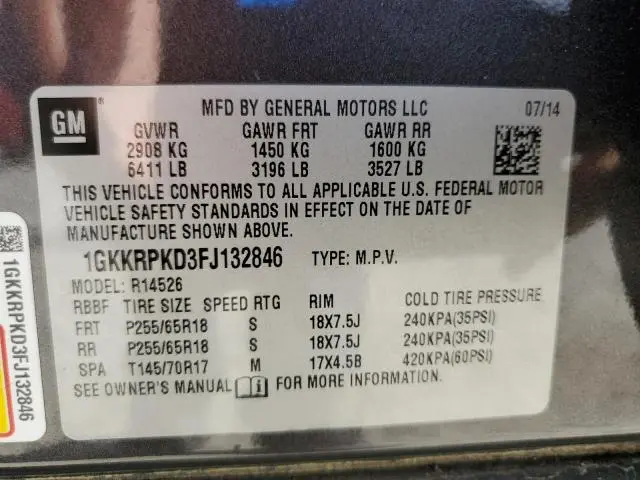 GM
MFD BY GENERAL MOTORS LLC 07/14
GVWR GAWR FRT GAWR RR
2908 KG 1450 KG 1600 KG
6411 LB 3196 LB 3527 LB
THIS VEHICLE CONFORMS TO ALL APPLICABLE U.S. FEDERAL MOTOR
VEHICLE SAFETY STANDARDS IN EFFECT ON THE DATE OF
MANUFACTURE SHOWN ABOVE.
1GKKRPKD3FJ132846 TYPE: M.P.V.
MODEL: R14526
RBBF TIRE SIZE SPEED RTG RIM COLD TIRE PRESSURE
FRT P255/65R18 S 18X7.5J 240KPA(35PSI)
RR P255/65R18 S 18X7.5J 240KPA(35PSI)
SPA T145/70R17 M 17X4.5B 420KPA(60PSI)
SEE OWNER'S MANUAL FOR MORE INFORMATION.
1GKKRPKD3FJ132846